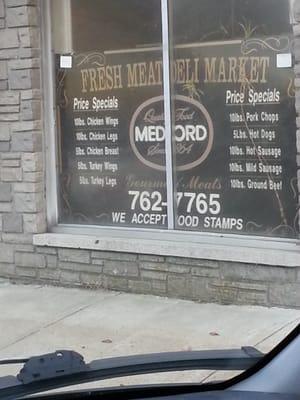 FRESH MEAT DELI MARKET
Price Specials
10lbs. Chicken Wings
10lbs. Chicken Legs
5lbs. Chicken Breast
5lbs. Turkey Wings
5lbs. Turkey Legs
Quality Food
MEDFORD
Since
Gourmet Meats
762-7765
WE ACCEPT FOOD STAMPS
Price Specials
10lbs. Pork Chops
5Lbs. Hot Dogs
10lbs. Hot Sausage
10lbs. Mild Sausage
10lbs. Ground Beef